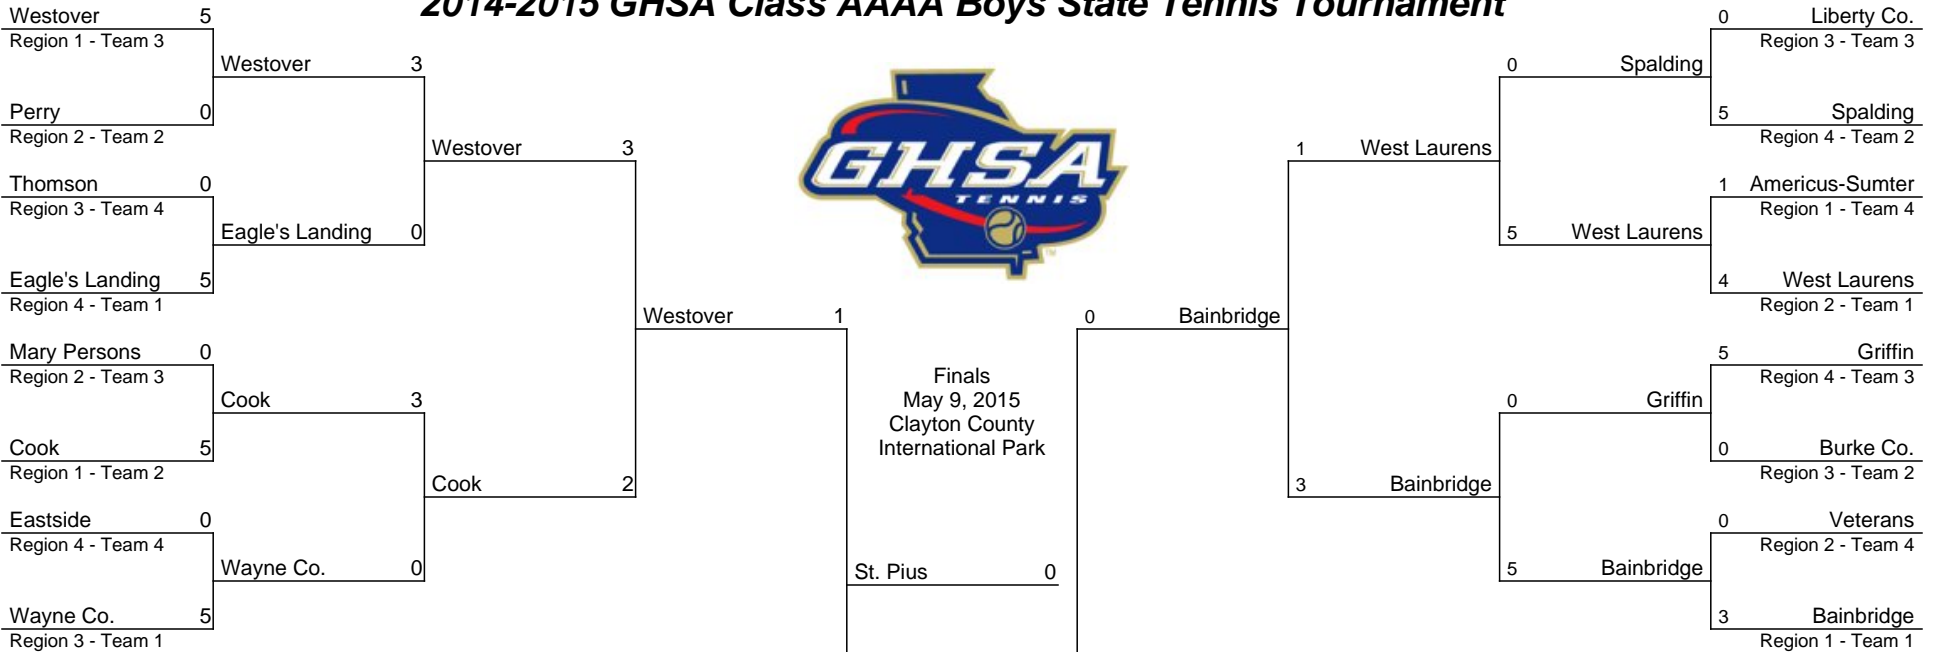 2014-2015 GHSA Class AAAA Boys State Tennis Tournament
Westover 5
Region 1 - Team 3
Westover 3
Perry 0
Region 2 - Team 2
Westover 3
Thomson 0
Region 3 - Team 4
Eagle's Landing 0
Eagle's Landing 5
Region 4 - Team 1
Westover 1
Mary Persons 0
Region 2 - Team 3
Cook 3
Cook 5
Region 1 - Team 2
Cook 2
Eastside 0
Region 4 - Team 4
Wayne Co. 0
Wayne Co. 5
Region 3 - Team 1
GHSA
TENNIS
TM
Finals
May 9, 2015
Clayton County
International Park
St. Pius 0
0 Liberty Co.
Region 3 - Team 3
0 Spalding
5 Spalding
Region 4 - Team 2
1 West Laurens
1 Americus-Sumter
Region 1 - Team 4
5 West Laurens
4 West Laurens
Region 2 - Team 1
0 Bainbridge
5 Griffin
Region 4 - Team 3
0 Griffin
0 Burke Co.
Region 3 - Team 2
3 Bainbridge
0 Veterans
Region 2 - Team 4
5 Bainbridge
3 Bainbridge
Region 1 - Team 1